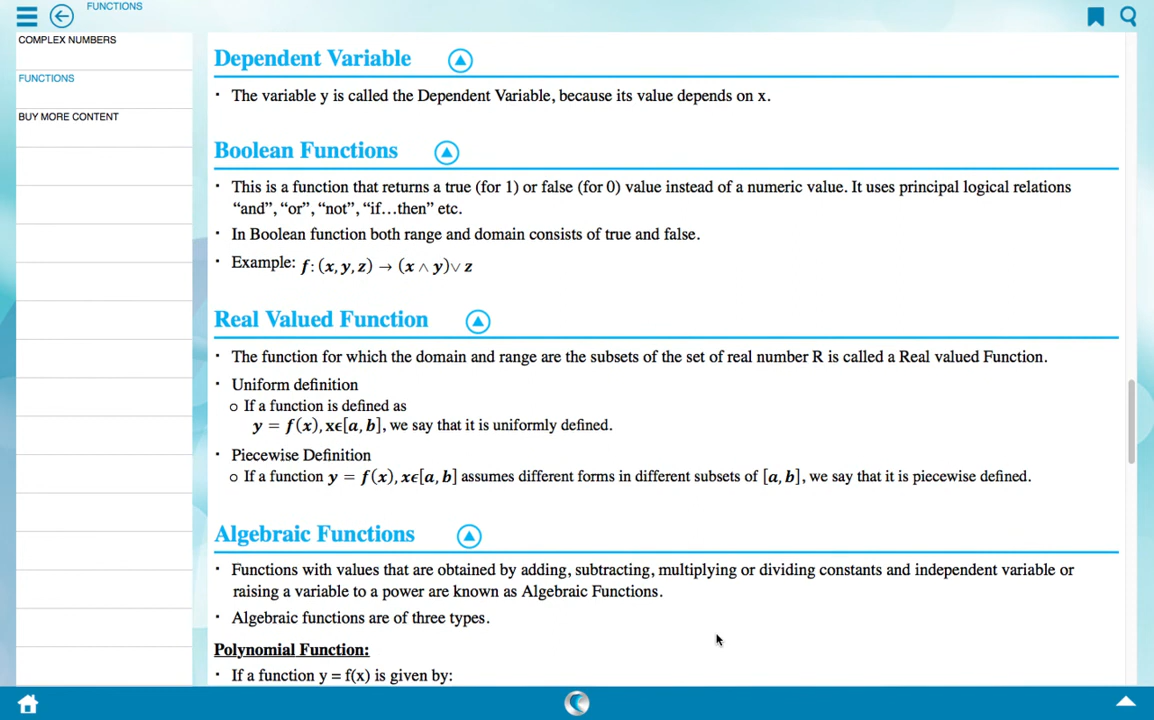 FUNCTIONS
COMPLEX NUMBERS
FUNCTIONS
BUY MORE CONTENT
Dependent Variable
· The variable y is called the Dependent Variable, because its value depends on x.
Boolean Functions
· This is a function that returns a true (for 1) or false (for 0) value instead of a numeric value. It uses principal logical relations
“and”, “or”, “not”, “if…then” etc.
· In Boolean function both range and domain consists of true and false.
· Example: f:(x,y,z) → (x ∧ y)∨ z
Real Valued Function
· The function for which the domain and range are the subsets of the set of real number R is called a Real valued Function.
· Uniform definition
o If a function is defined as
y = f(x), xϵ[a, b], we say that it is uniformly defined.
· Piecewise Definition
o If a function y = f(x), xϵ[a, b] assumes different forms in different subsets of [a, b], we say that it is piecewise defined.
Algebraic Functions
· Functions with values that are obtained by adding, subtracting, multiplying or dividing constants and independent variable or
raising a variable to a power are known as Algebraic Functions.
· Algebraic functions are of three types.
Polynomial Function:
· If a function y = f(x) is given by: